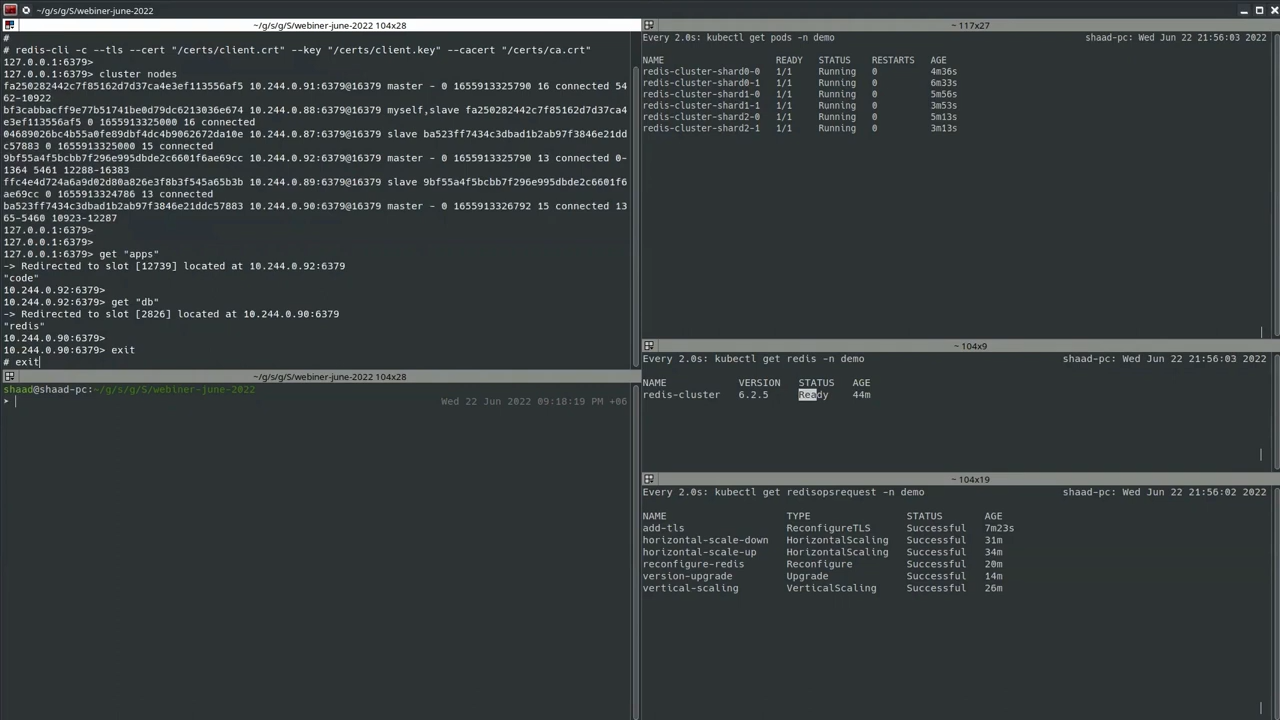 ~/g/s/g/S/webiner-june-2022
~/g/s/g/S/webiner-june-2022 104x28
#
# redis-cli -c --tls --cert "/certs/client.crt" --key "/certs/client.key" --cacert "/certs/ca.crt"
127.0.0.1:6379>
127.0.0.1:6379> cluster nodes
fa250282442c7f85162d7d37ca4e3ef113556af5 10.244.0.91:6379@16379 master - 0 1655913325790 16 connected 54
62-10922
bf3cabbacff9e77b51741be0d79dc6213036e674 10.244.0.88:6379@16379 myself,slave fa250282442c7f85162d7d37ca4
e3ef113556af5 0 1655913325000 16 connected
04689026bc4b55a0fe89dbf4dc4b9062672da10e 10.244.0.87:6379@16379 slave ba523ff7434c3dbad1b2ab97f3846e21dd
c57883 0 1655913325000 15 connected
9bf55a4f5bcbb7f296e995dbde2c6601f6ae69cc 10.244.0.92:6379@16379 master - 0 1655913325790 13 connected 0-
1364 5461 12288-16383
ffc4e4d724a6a9d02d80a826e3f8b3f545a65b3b 10.244.0.89:6379@16379 slave 9bf55a4f5bcbb7f296e995dbde2c6601f6
ae69cc 0 1655913324786 13 connected
ba523ff7434c3dbad1b2ab97f3846e21ddc57883 10.244.0.90:6379@16379 master - 0 1655913326792 15 connected 13
65-5460 10923-12287
127.0.0.1:6379>
127.0.0.1:6379>
127.0.0.1:6379> get "apps"
-> Redirected to slot [12739] located at 10.244.0.92:6379
"code"
10.244.0.92:6379>
10.244.0.92:6379> get "db"
-> Redirected to slot [2826] located at 10.244.0.90:6379
"redis"
10.244.0.90:6379>
10.244.0.90:6379> exit
# exit
~/g/s/g/S/webiner-june-2022 104x28
shaad@shaad-pc:~/g/s/g/S/webiner-june-2022
➤ Wed 22 Jun 2022 09:18:19 PM +06
~ 117x27
Every 2.0s: kubectl get pods -n demo shaad-pc: Wed Jun 22 21:56:03 2022
NAME READY STATUS RESTARTS AGE
redis-cluster-shard0-0 1/1 Running 0 4m36s
redis-cluster-shard0-1 1/1 Running 0 6m33s
redis-cluster-shard1-0 1/1 Running 0 5m56s
redis-cluster-shard1-1 1/1 Running 0 3m53s
redis-cluster-shard2-0 1/1 Running 0 5m13s
redis-cluster-shard2-1 1/1 Running 0 3m13s
~ 104x9
Every 2.0s: kubectl get redis -n demo shaad-pc: Wed Jun 22 21:56:03 2022
NAME VERSION STATUS AGE
redis-cluster 6.2.5 Ready 44m
~ 104x19
Every 2.0s: kubectl get redisopsrequest -n demo shaad-pc: Wed Jun 22 21:56:02 2022
NAME TYPE STATUS AGE
add-tls ReconfigureTLS Successful 7m23s
horizontal-scale-down HorizontalScaling Successful 31m
horizontal-scale-up HorizontalScaling Successful 34m
reconfigure-redis Reconfigure Successful 20m
version-upgrade Upgrade Successful 14m
vertical-scaling VerticalScaling Successful 26m